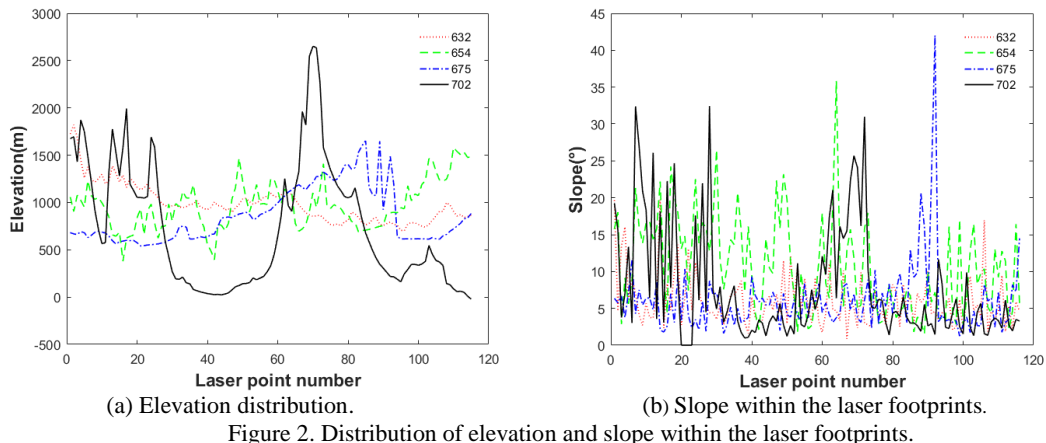 3000
2500
2000
1500
1000
500
0
-500
Elevation(m)
0 20 40 60 80 100 120
Laser point number
632
654
675
702
(a) Elevation distribution.
45
40
35
30
25
20
15
10
5
0
Slope(°)
0 20 40 60 80 100 120
Laser point number
632
654
675
702
(b) Slope within the laser footprints.
Figure 2. Distribution of elevation and slope within the laser footprints.